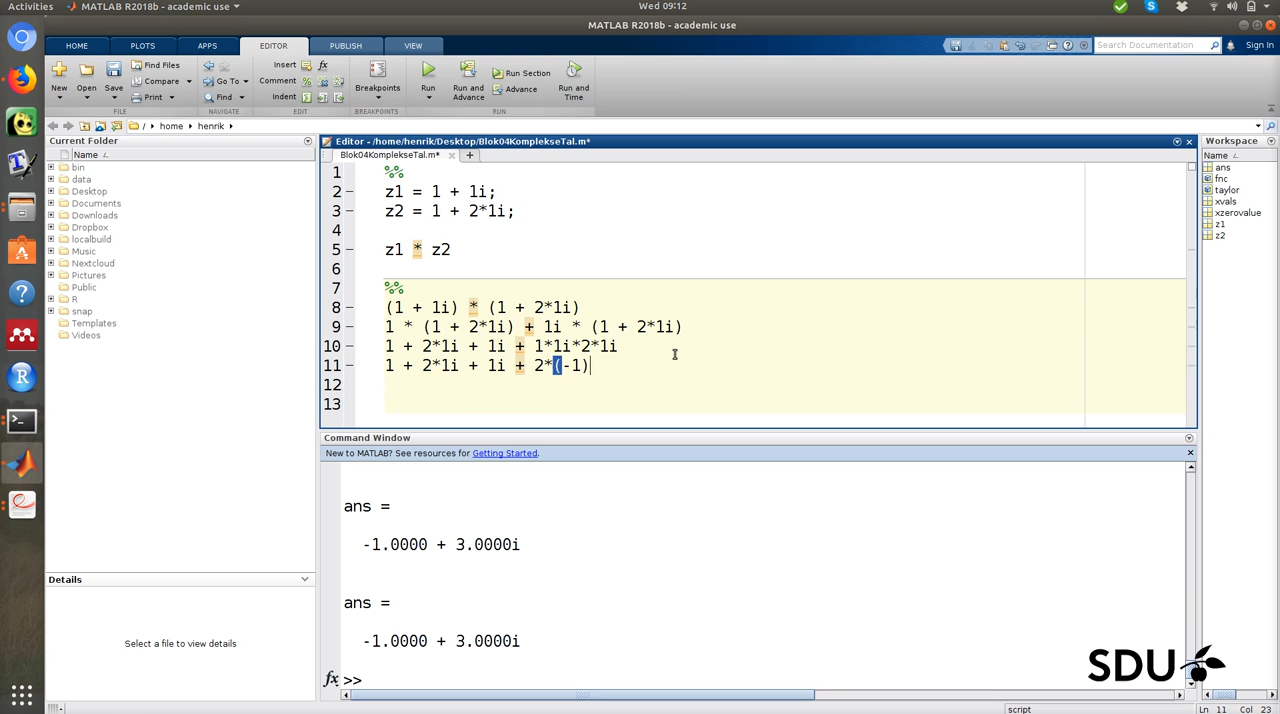 Activities
MATLAB R2018b - academic use
Wed 09:12
MATLAB R2018b - academic use
HOME
PLOTS
APPS
EDITOR
PUBLISH
VIEW
Search Documentation
Sign In
New
Open
Save
Find Files
Compare
Print
Go To
Find
Insert
fx
Comment
Indent
Breakpoints
Run
Run and Advance
Run Section
Advance
Run and Time
FILE
NAVIGATE
EDIT
BREAKPOINTS
RUN
/ home henrik
Current Folder
Name
bin
data
Desktop
Documents
Downloads
Dropbox
localbuild
Music
Nextcloud
Pictures
Public
R
snap
Templates
Videos
Details
Select a file to view details
Editor - /home/henrik/Desktop/Blok04KomplekseTal.m*
Blok04KomplekseTal.m*
1 %%
2 z1 = 1 + 1i;
3 z2 = 1 + 2*1i;
4
5 z1 * z2
6
7 %%
8 (1 + 1i) * (1 + 2*1i)
9 1 * (1 + 2*1i) + 1i * (1 + 2*1i)
10 1 + 2*1i + 1i + 1*1i*2*1i
11 1 + 2*1i + 1i + 2*(-1)
12
13
Command Window
New to MATLAB? See resources for Getting Started.
ans =
-1.0000 + 3.0000i
ans =
-1.0000 + 3.0000i
fx >>
Workspace
Name
ans
fnc
taylor
xvals
xzerovalue
z1
z2
SDU
script
Ln 11 Col 23